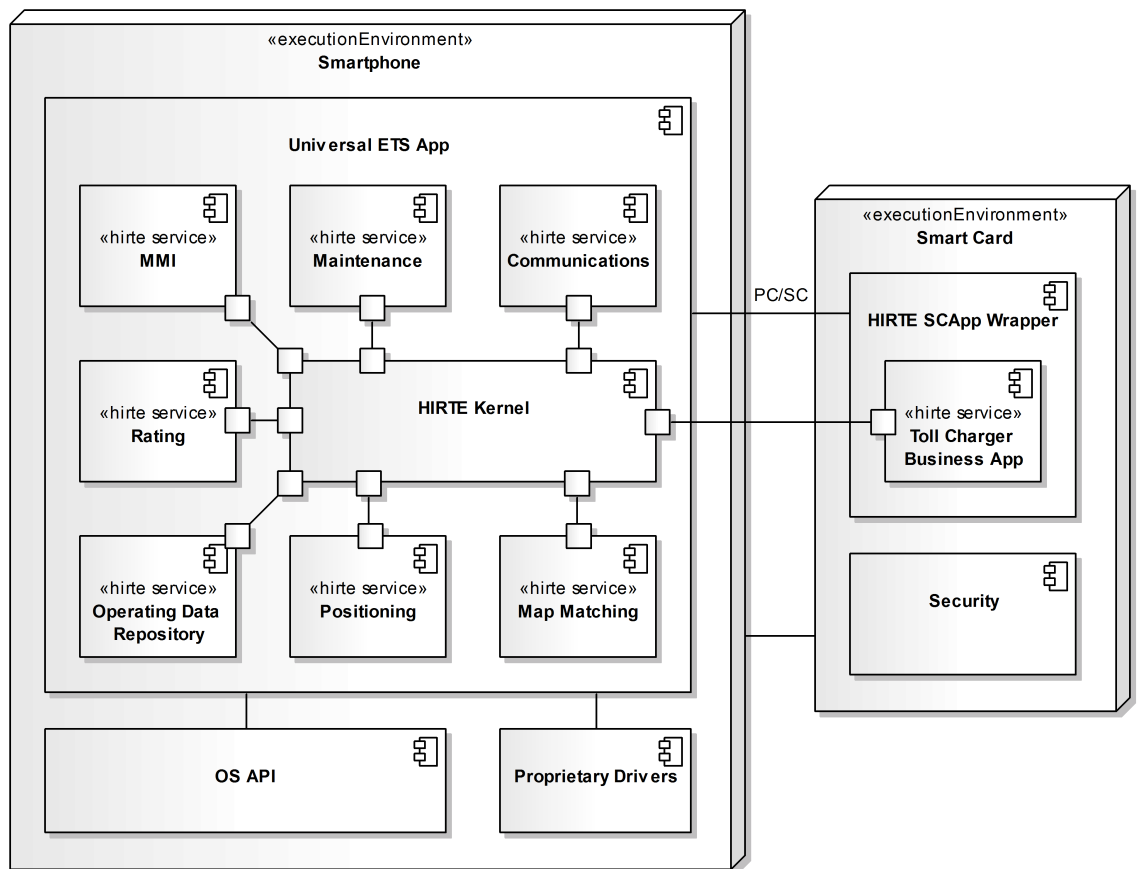 «executionEnvironment»
Smartphone
Universal ETS App
«hirte service»
MMI
«hirte service»
Maintenance
«hirte service»
Communications
«hirte service»
Rating
HIRTE Kernel
«hirte service»
Operating Data
Repository
«hirte service»
Positioning
«hirte service»
Map Matching
OS API
Proprietary Drivers
PC/SC
«executionEnvironment»
Smart Card
HIRTE SCApp Wrapper
«hirte service»
Toll Charger
Business App
Security